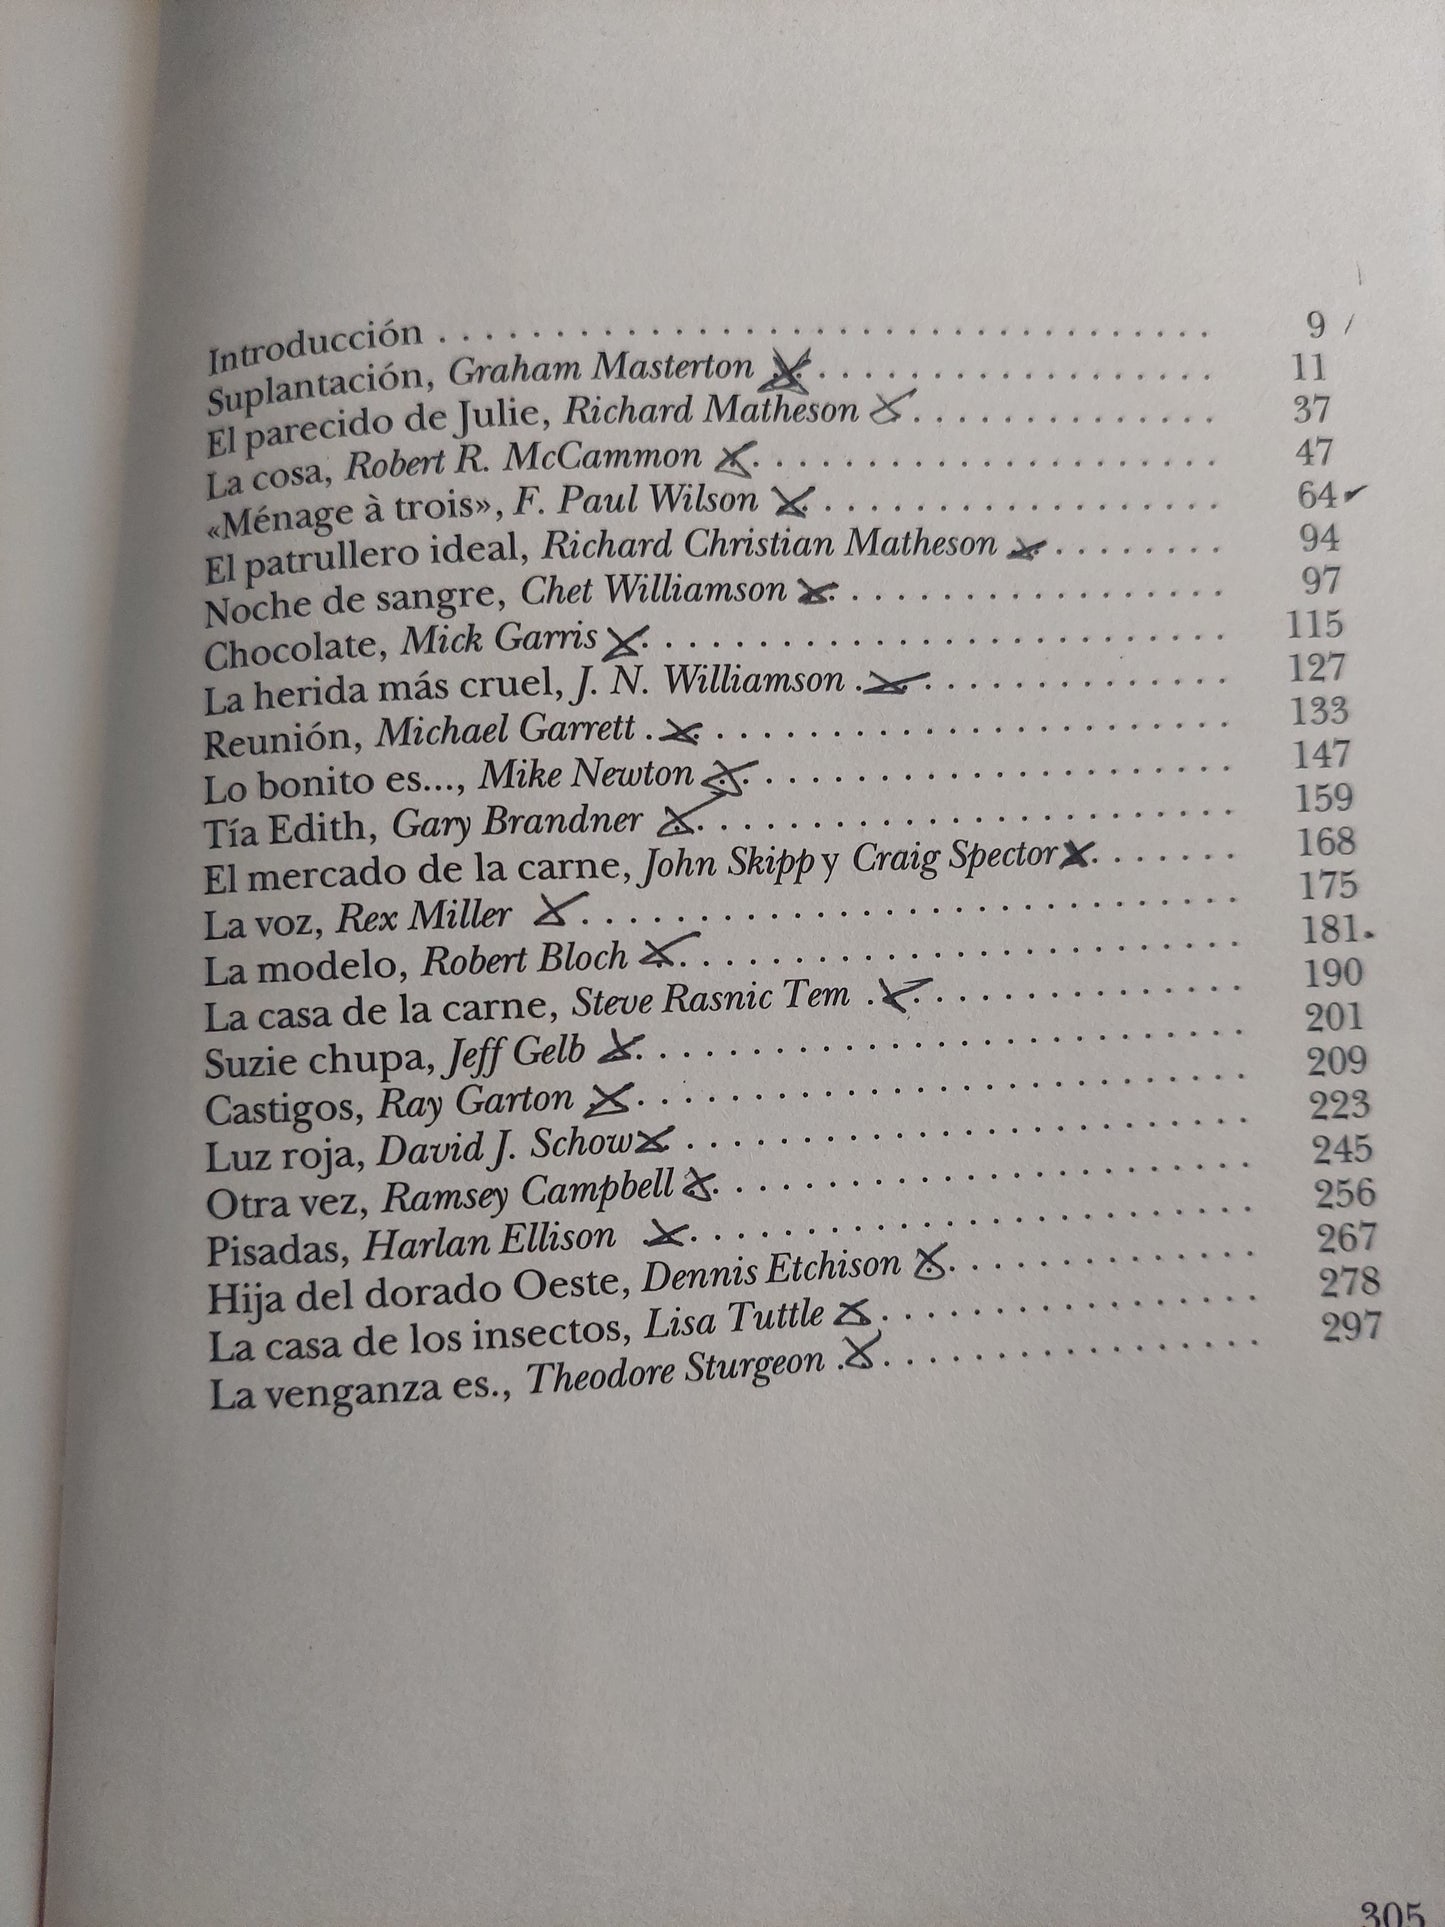 Introducción . . . . . . . . . . . . . . . . . . . . . . . . . . . . . . . . . 9
Suplantación, Graham Masterton . . . . . . . . . . . . . . . . . . 11
El parecido de Julie, Richard Matheson . . . . . . . . . . . . . 37
La cosa, Robert R. McCammon . . . . . . . . . . . . . . . . . . . . 47
«Ménage à trois», F. Paul Wilson . . . . . . . . . . . . . . . . . . 64
El patrullero ideal, Richard Christian Matheson . . . . . . . . 94
Noche de sangre, Chet Williamson . . . . . . . . . . . . . . . . . 97
Chocolate, Mick Garris . . . . . . . . . . . . . . . . . . . . . . . . . 115
La herida más cruel, J. N. Williamson . . . . . . . . . . . . . . . 127
Reunión, Michael Garrett . . . . . . . . . . . . . . . . . . . . . . . . 133
Lo bonito es..., Mike Newton . . . . . . . . . . . . . . . . . . . . . 147
Tía Edith, Gary Brandner . . . . . . . . . . . . . . . . . . . . . . . . 159
El mercado de la carne, John Skipp y Craig Spector . . . . . . . 168
La voz, Rex Miller . . . . . . . . . . . . . . . . . . . . . . . . . . . . 175
La modelo, Robert Bloch . . . . . . . . . . . . . . . . . . . . . . . . 181
La casa de la carne, Steve Rasnic Tem . . . . . . . . . . . . . . . 190
Suzie chupa, Jeff Gelb . . . . . . . . . . . . . . . . . . . . . . . . . . 201
Castigos, Ray Garton . . . . . . . . . . . . . . . . . . . . . . . . . . 209
Luz roja, David J. Schow . . . . . . . . . . . . . . . . . . . . . . . . 223
Otra vez, Ramsey Campbell . . . . . . . . . . . . . . . . . . . . . . 245
Pisadas, Harlan Ellison . . . . . . . . . . . . . . . . . . . . . . . . . 256
Hija del dorado Oeste, Dennis Etchison . . . . . . . . . . . . . . 267
La casa de los insectos, Lisa Tuttle . . . . . . . . . . . . . . . . . 278
La venganza es., Theodore Sturgeon . . . . . . . . . . . . . . . . . 297
305